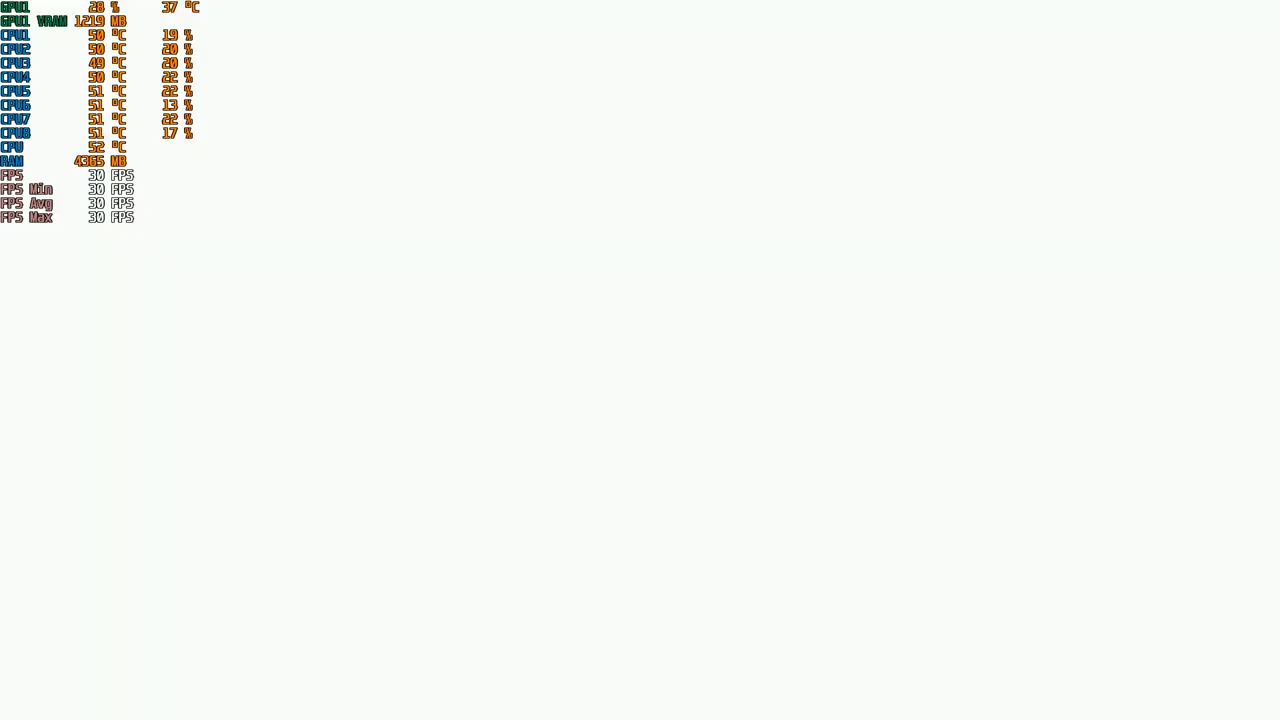 GPU1 28 % 37 °C
GPU1 VRAM 1219 MB
CPU1 50 °C 19 %
CPU2 50 °C 20 %
CPU3 49 °C 20 %
CPU4 50 °C 22 %
CPU5 51 °C 22 %
CPU6 51 °C 13 %
CPU7 51 °C 22 %
CPU8 51 °C 17 %
CPU 52 °C
RAM 4365 MB
FPS 30 FPS
FPS Min 30 FPS
FPS Avg 30 FPS
FPS Max 30 FPS